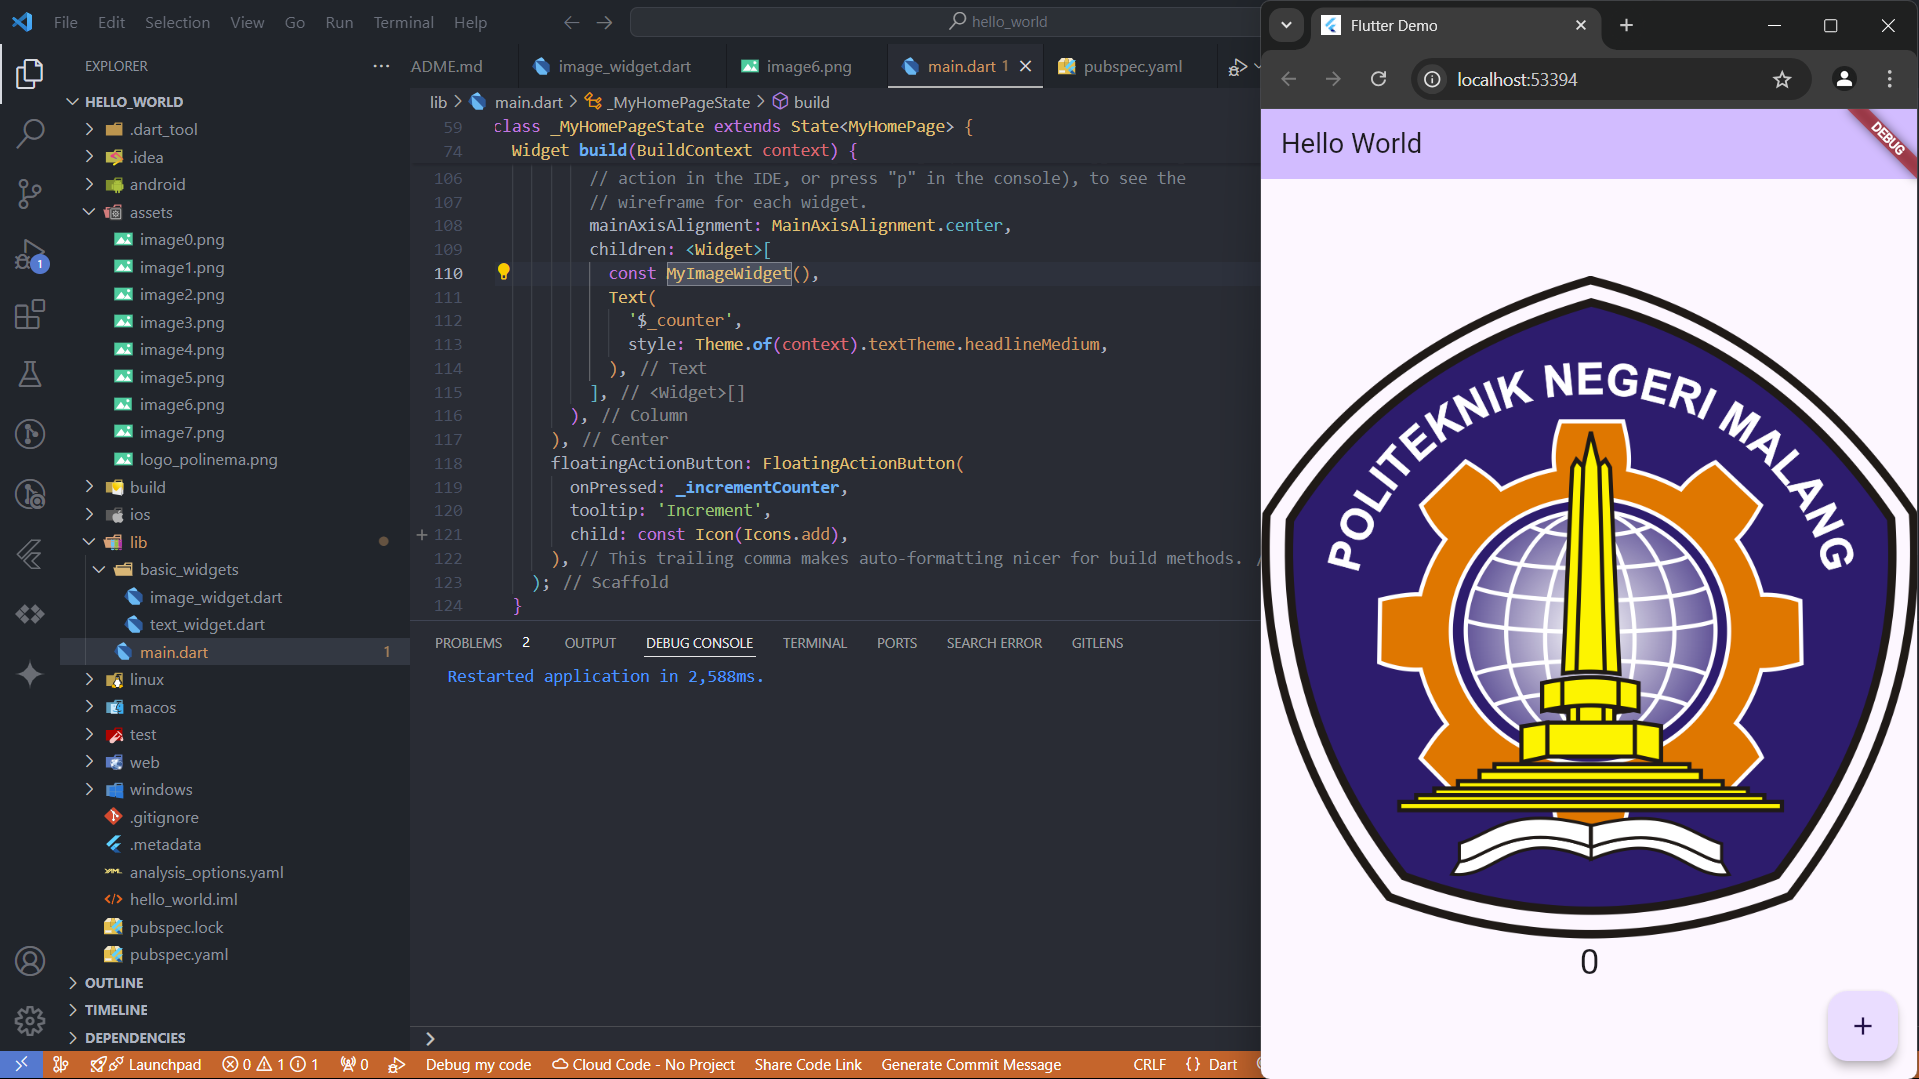 File Edit Selection View Go Run Terminal Help
hello_world
EXPLORER
HELLO_WORLD
.dart_tool
.idea
android
assets
image0.png
image1.png
image2.png
image3.png
image4.png
image5.png
image6.png
image7.png
logo_polinema.png
build
ios
lib
basic_widgets
image_widget.dart
text_widget.dart
main.dart 1
linux
macos
test
web
windows
.gitignore
.metadata
analysis_options.yaml
hello_world.iml
pubspec.lock
pubspec.yaml
OUTLINE
TIMELINE
DEPENDENCIES
1
ADME.md image_widget.dart image6.png main.dart 1 pubspec.yaml
lib > main.dart > _MyHomePageState > build
59 class _MyHomePageState extends State<MyHomePage> {
74 Widget build(BuildContext context) {
106 // action in the IDE, or press "p" in the console), to see the
107 // wireframe for each widget.
108 mainAxisAlignment: MainAxisAlignment.center,
109 children: <Widget>[
110 const MyImageWidget(),
111 Text(
112 '$_counter',
113 style: Theme.of(context).textTheme.headlineMedium,
114 ), // Text
115 ], // <Widget>[]
116 ), // Column
117 ), // Center
118 floatingActionButton: FloatingActionButton(
119 onPressed: _incrementCounter,
120 tooltip: 'Increment',
121 child: const Icon(Icons.add),
122 ), // This trailing comma makes auto-formatting nicer for build methods. /
123 ); // Scaffold
124 }
PROBLEMS 2 OUTPUT DEBUG CONSOLE TERMINAL PORTS SEARCH ERROR GITLENS
Restarted application in 2,588ms.
Launchpad 0 1 1 0 Debug my code Cloud Code - No Project Share Code Link Generate Commit Message CRLF {} Dart
Flutter Demo
localhost:53394
Hello World
DEBUG
POLITEKNIK NEGERI MALANG
0